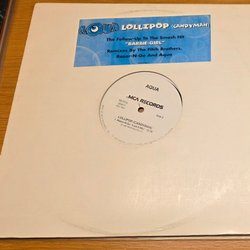 AQUA LOLLIPOP (CANDYMAN)
The Follow-Up To The Smash Hit
"BARBIE GIRL"
Remixes By The Filth Brothers,
Razor-N-Go And Aqua
AQUA
MCA RECORDS
LOLLIPOP (CANDYMAN)